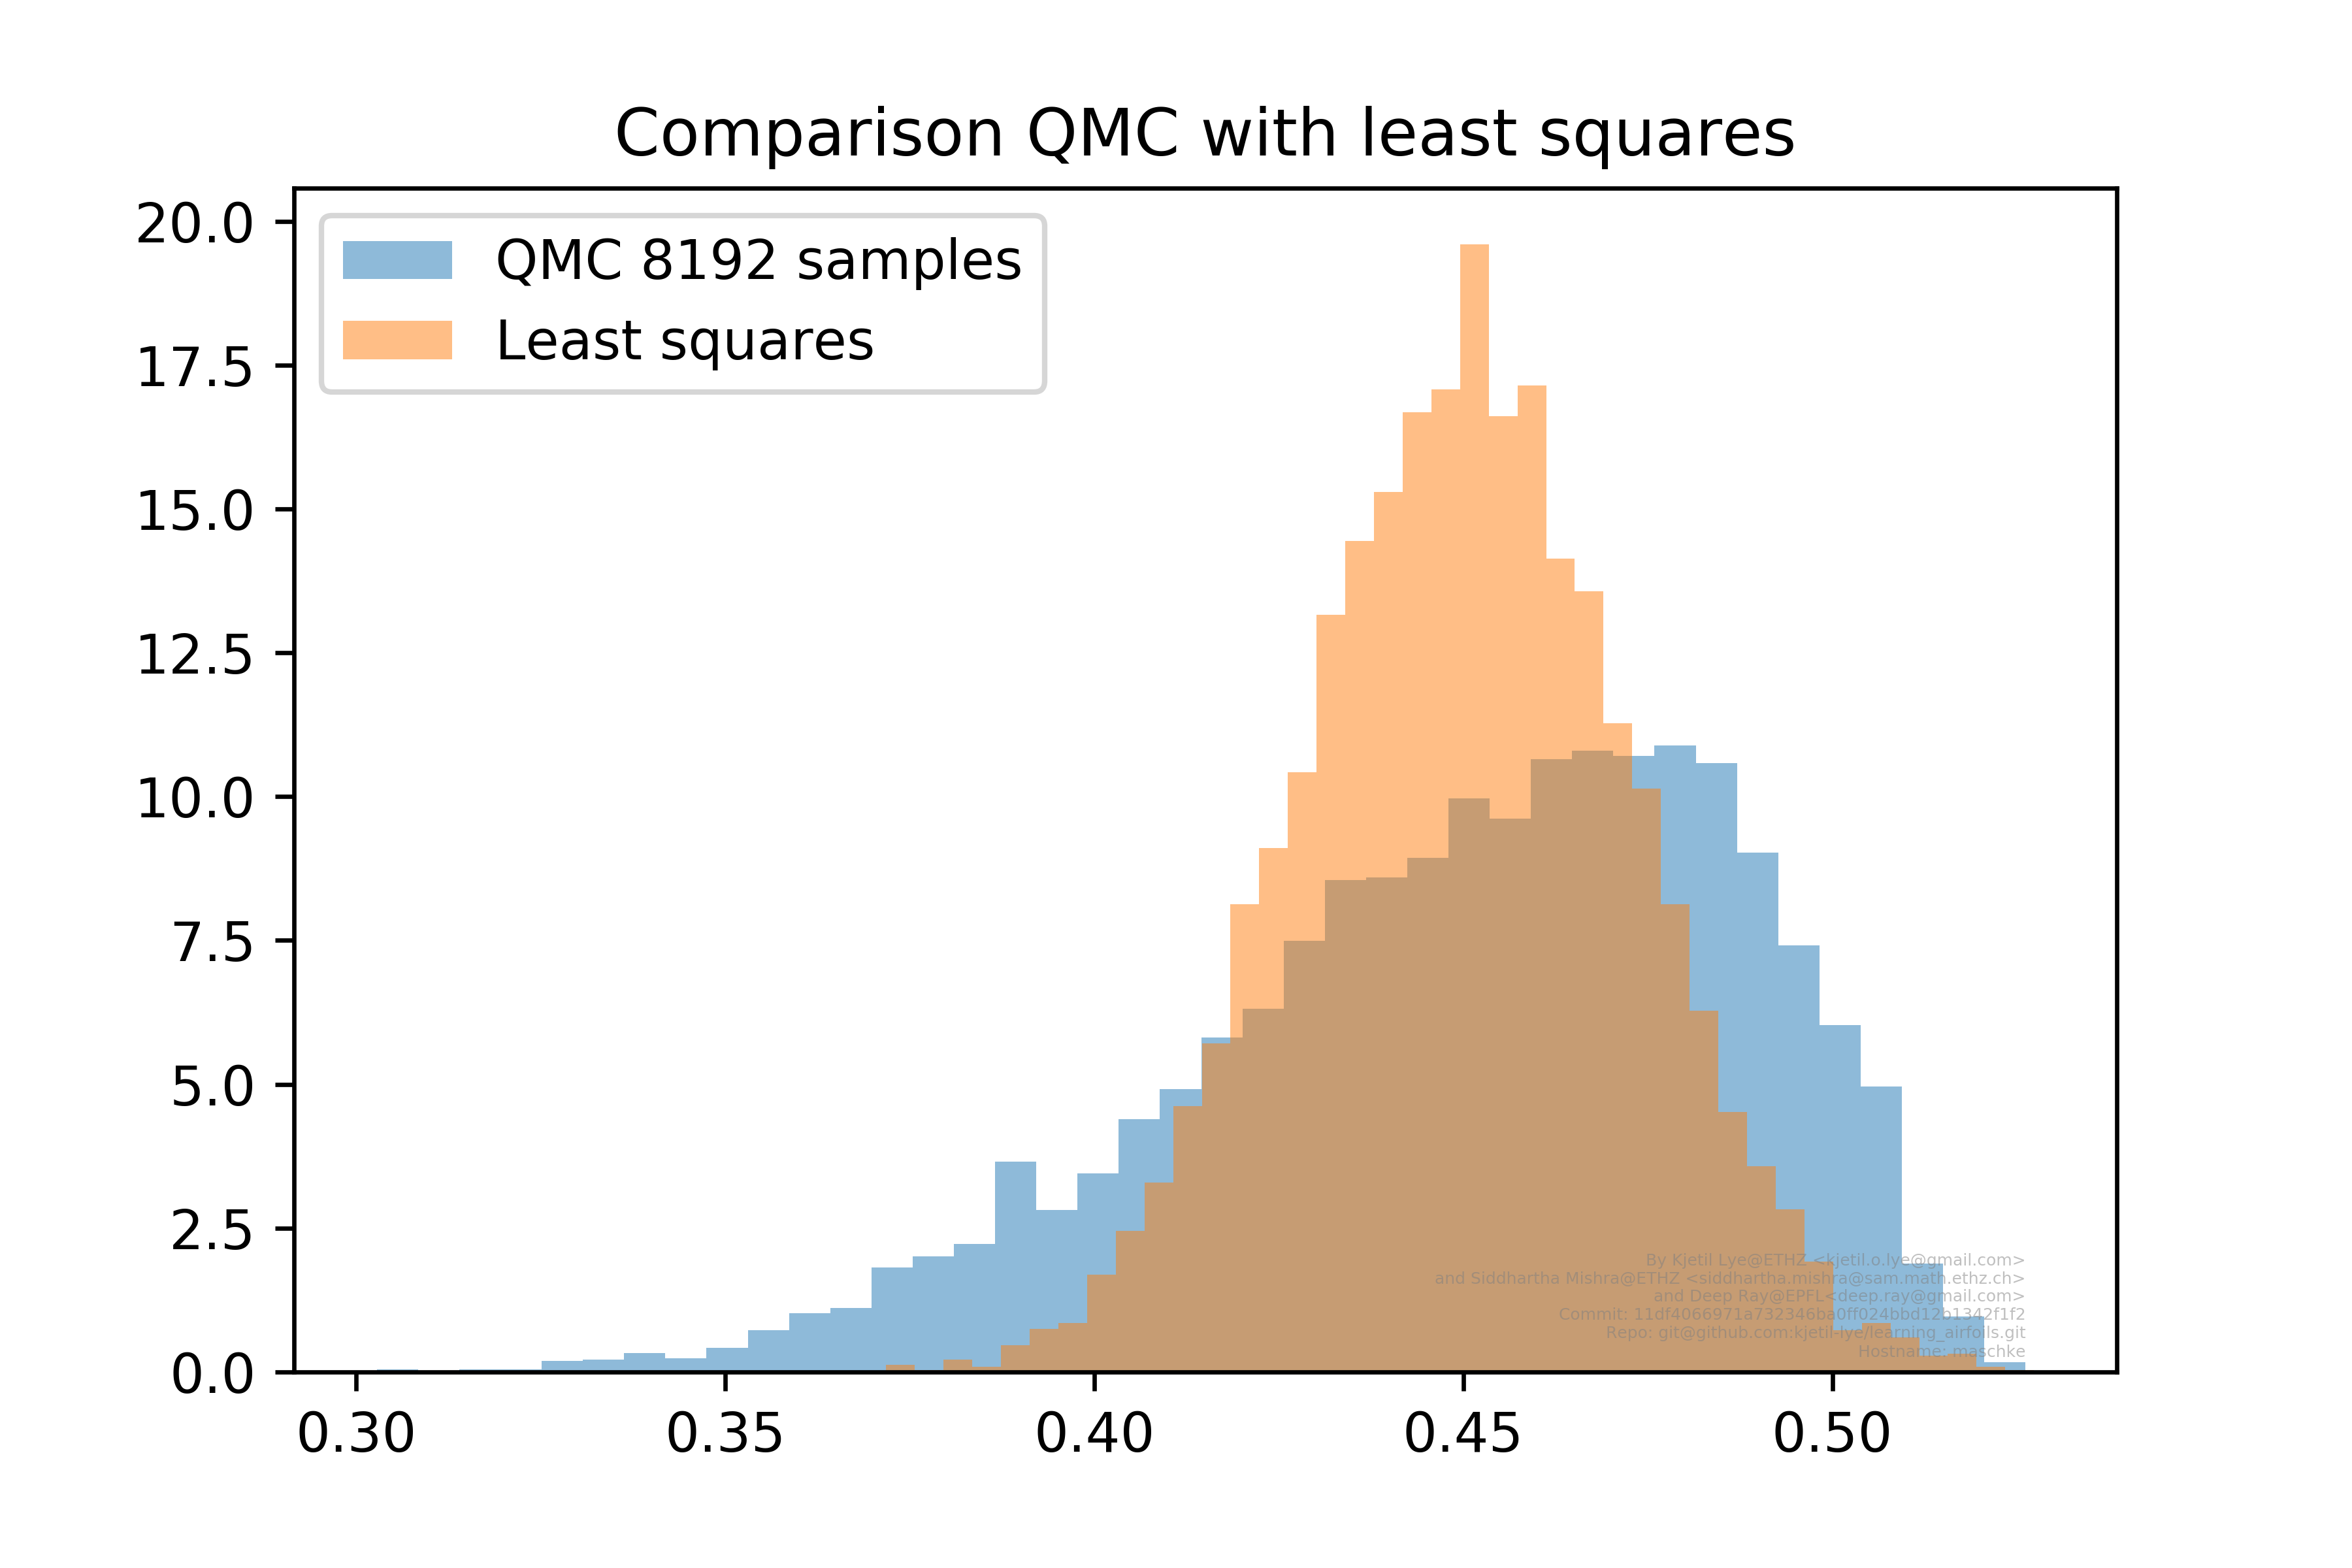 Comparison QMC with least squares
QMC 8192 samples
Least squares
20.0
17.5
15.0
12.5
10.0
7.5
5.0
2.5
0.0
0.30 0.35 0.40 0.45 0.50
By Kjetil Lye@ETHZ <kjetil.o.lye@gmail.com>
and Siddhartha Mishra@ETHZ <siddhartha.mishra@sam.math.ethz.ch>
and Deep Ray@EPFL<deep.ray@gmail.com>
Commit: 11df4066971a732346ba0ff024bbd12b1342f1f2
Repo: git@github.com:kjetil-lye/learning_airfoils.git
Hostname: maschke